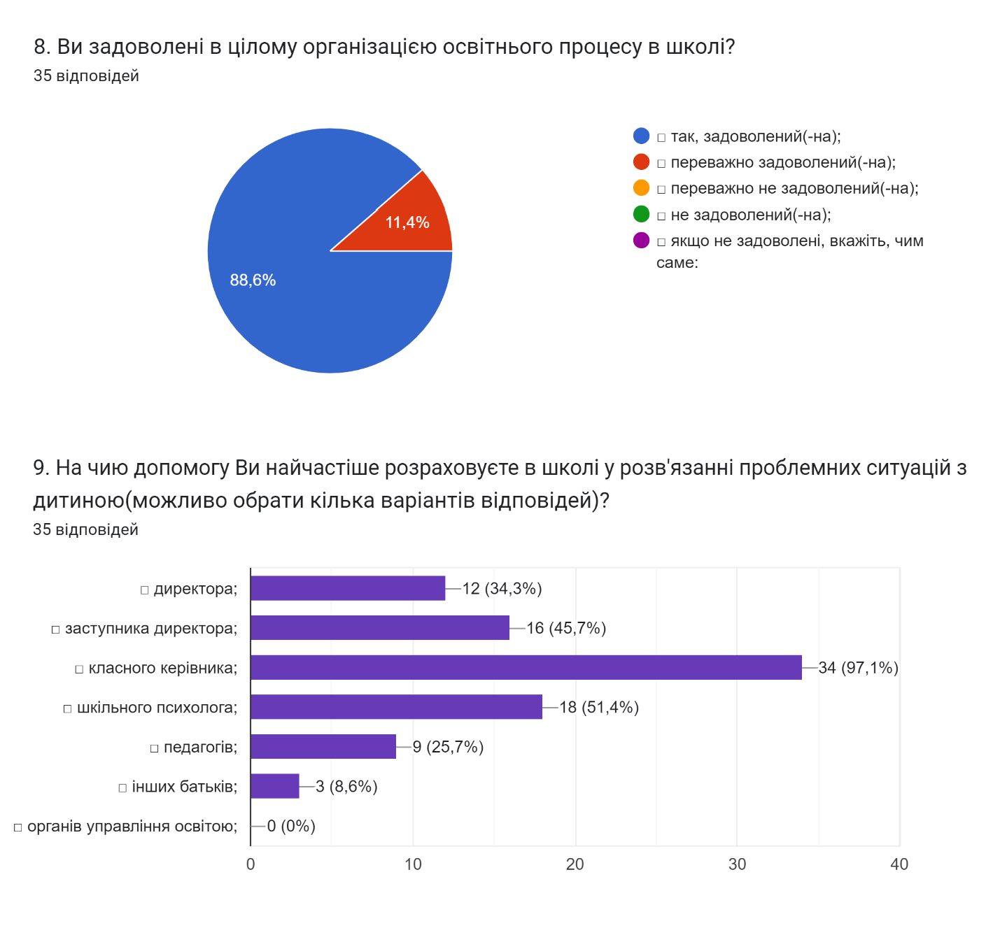 8. Ви задоволені в цілому організацією освітнього процесу в школі?
35 відповідей
□ так, задоволений(-на);
□ переважно задоволений(-на);
□ переважно не задоволений(-на);
□ не задоволений(-на);
□ якщо не задоволені, вкажіть, чим
саме:
11,4%
88,6%
9. На чию допомогу Ви найчастіше розраховуєте в школі у розв'язанні проблемних ситуацій з
дитиною(можливо обрати кілька варіантів відповідей)?
35 відповідей
□ директора; 12 (34,3%)
□ заступника директора; 16 (45,7%)
□ класного керівника; 34 (97,1%)
□ шкільного психолога; 18 (51,4%)
□ педагогів; 9 (25,7%)
□ інших батьків; 3 (8,6%)
□ органів управління освітою; 0 (0%)
0 10 20 30 40